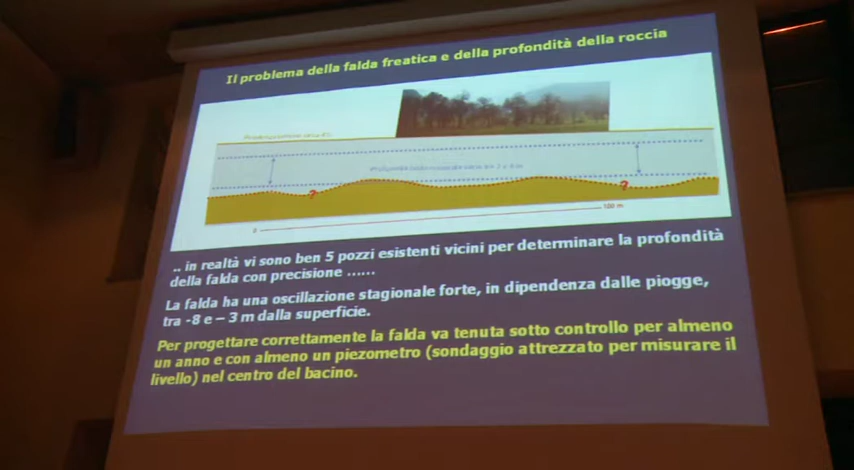 Il problema della falda freatica e della profondità della roccia
?
?
0
100 m
.. in realtà vi sono ben 5 pozzi esistenti vicini per determinare la profondità
della falda con precisione ......
La falda ha una oscillazione stagionale forte, in dipendenza dalle piogge,
tra -8 e – 3 m dalla superficie.
Per progettare correttamente la falda va tenuta sotto controllo per almeno
un anno e con almeno un piezometro (sondaggio attrezzato per misurare il
livello) nel centro del bacino.